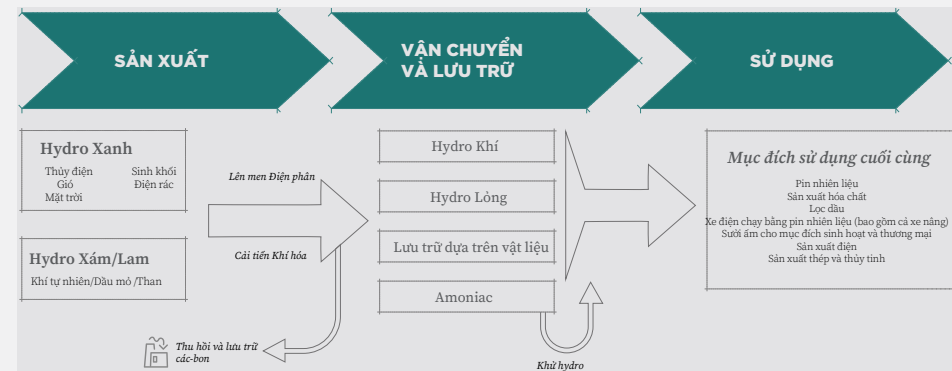 SẢN XUẤT
VẬN CHUYỂN
VÀ LƯU TRỮ
SỬ DỤNG
Hydro Xanh
Thủy điện
Sinh khối
Gió
Điện rác
Mặt trời
Hydro Xám/Lam
Khí tự nhiên/Dầu mỏ /Than
Lên men Điện phân
Cải tiến Khí hóa
Thu hồi và lưu trữ
các-bon
Hydro Khí
Hydro Lỏng
Lưu trữ dựa trên vật liệu
Amoniac
Khử hydro
Mục đích sử dụng cuối cùng
Pin nhiên liệu
Sản xuất hóa chất
Lọc dầu
Xe điện chạy bằng pin nhiên liệu (bao gồm cả xe nâng)
Sưởi ấm cho mục đích sinh hoạt và thương mại
Sản xuất điện
Sản xuất thép và thủy tinh